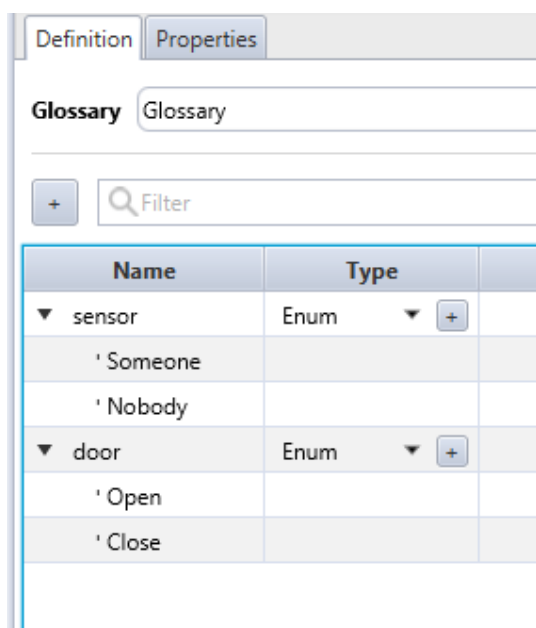 Definition Properties
Glossary Glossary
+ Filter
Name Type
sensor Enum +
' Someone
' Nobody
door Enum +
' Open
' Close